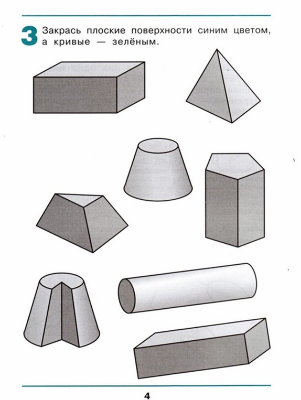 3 Закрась плоские поверхности синим цветом,
а кривые — зелёным.
4